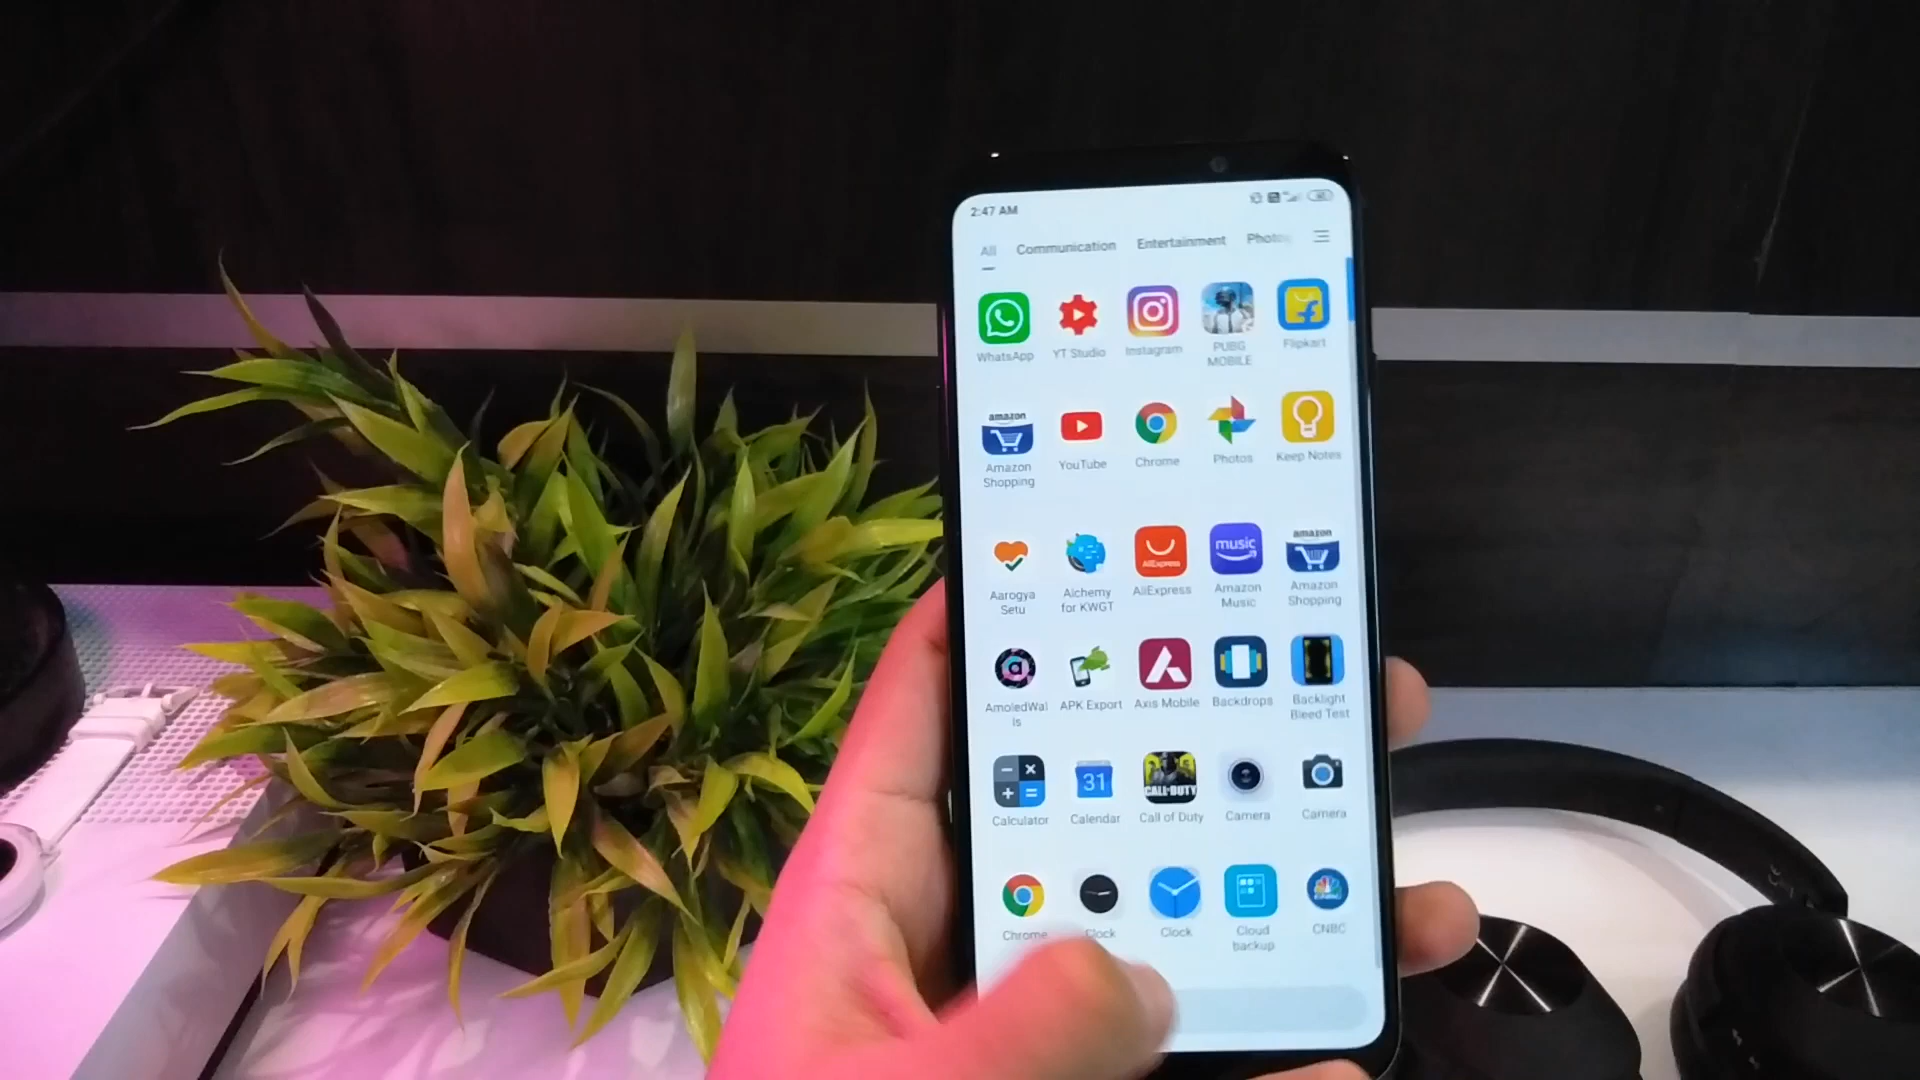 2:47 AM
All Communication Entertainment Photo
WhatsApp YT Studio Instagram PUBG MOBILE Flipkart
amazon
Amazon Shopping YouTube Chrome Photos Keep Notes
AliExpress music amazon
Aarogya Setu Alchemy for KWGT AliExpress Amazon Music Amazon Shopping
AmoledWal ls APK Export Axis Mobile Backdrops Backlight Bleed Test
31 CALL OF DUTY
Calculator Calendar Call of Duty Camera Camera
Chrome Clock Clock Cloud backup CNBC